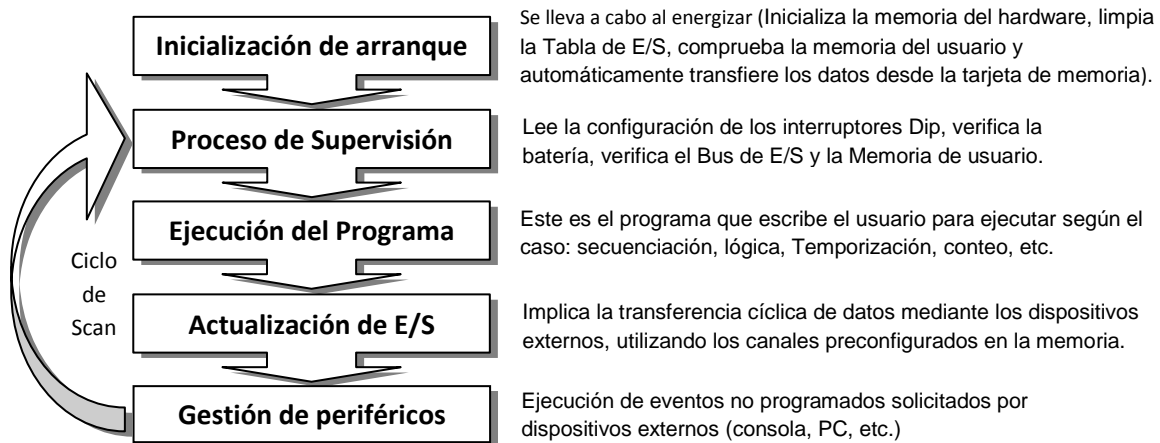 Inicialización de arranque
Se lleva a cabo al energizar (Inicializa la memoria del hardware, limpia
la Tabla de E/S, comprueba la memoria del usuario y
automáticamente transfiere los datos desde la tarjeta de memoria).
Proceso de Supervisión
Lee la configuración de los interruptores Dip, verifica la
batería, verifica el Bus de E/S y la Memoria de usuario.
Ejecución del Programa
Este es el programa que escribe el usuario para ejecutar según el
caso: secuenciación, lógica, Temporización, conteo, etc.
Ciclo
de
Scan
Actualización de E/S
Implica la transferencia cíclica de datos mediante los dispositivos
externos, utilizando los canales preconfigurados en la memoria.
Gestión de periféricos
Ejecución de eventos no programados solicitados por
dispositivos externos (consola, PC, etc.)